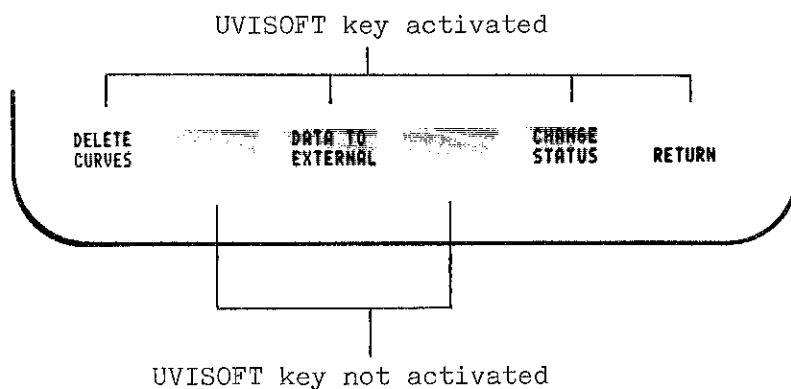 UVISOFT key activated
DELETE CURVES
DATA TO EXTERNAL
CHANGE STATUS
RETURN
UVISOFT key not activated